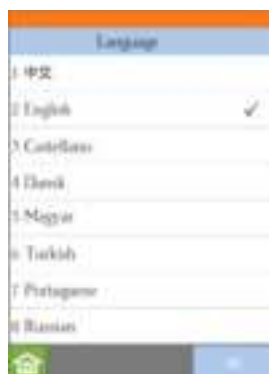 Language
1 中文
2 English
3 Castellano
4 Dansk
5 Magyar
6 Turkish
7 Portuguese
8 Russian